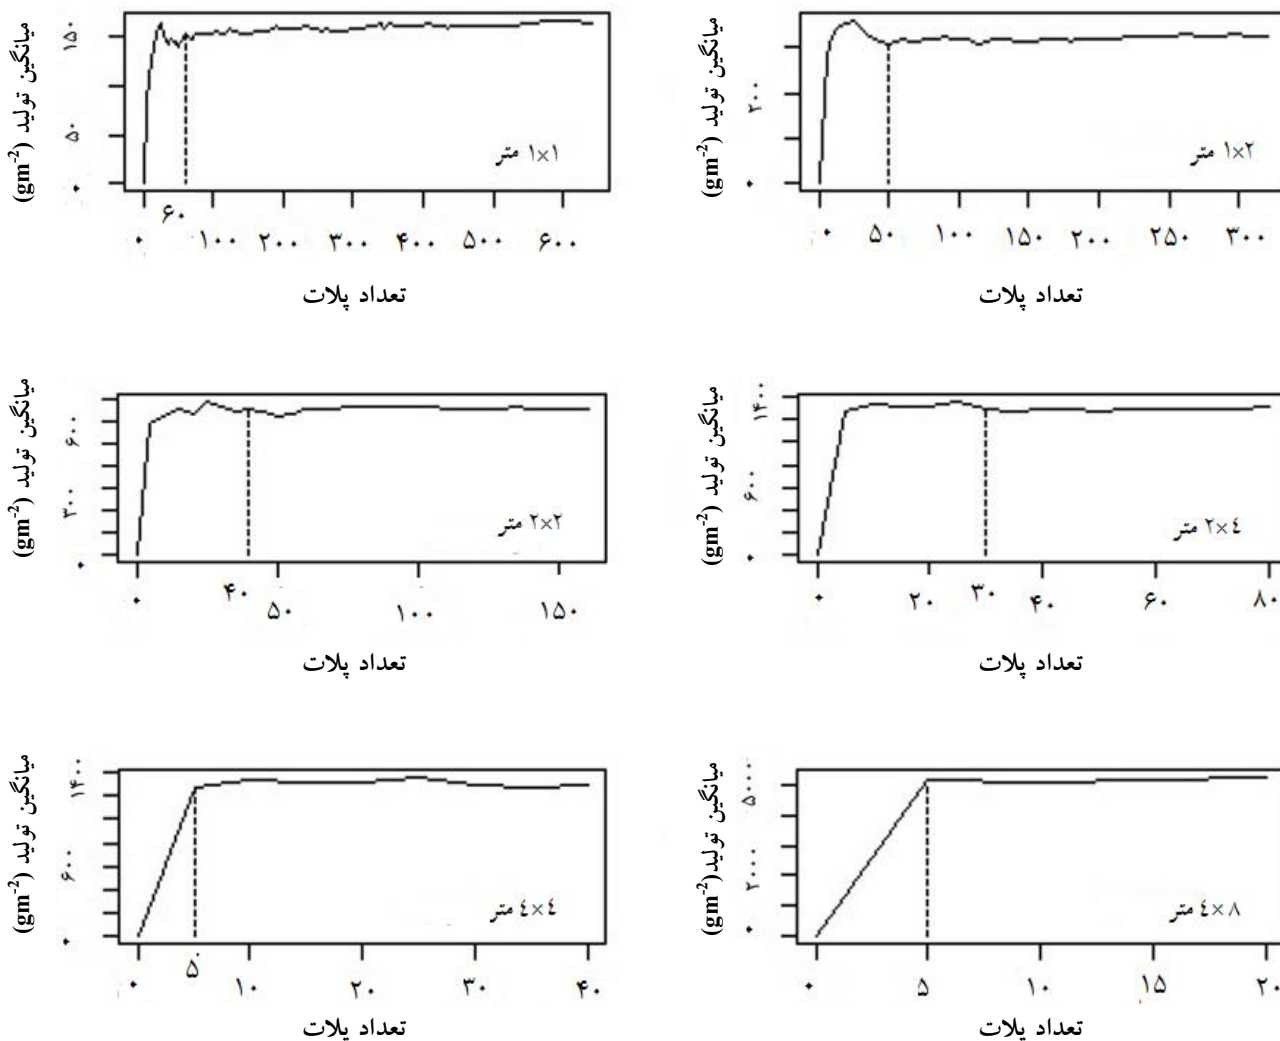 میانگین تولید (gm-2)
۱۵۰
۵۰
۰
۱×۱ متر
۶۰
۰ ۱۰۰ ۲۰۰ ۳۰۰ ۴۰۰ ۵۰۰ ۶۰۰
تعداد پلات
میانگین تولید (gm-2)
۲۰۰
۰
۱×۲ متر
۰ ۵۰ ۱۰۰ ۱۵۰ ۲۰۰ ۲۵۰ ۳۰۰
تعداد پلات
میانگین تولید (gm-2)
۶۰۰
۳۰۰
۰
۲×۲ متر
۰ ۴۰ ۵۰ ۱۰۰ ۱۵۰
تعداد پلات
میانگین تولید (gm-2)
۱۴۰۰
۶۰۰
۰
۲×٤ متر
۰ ۲۰ ۳۰ ۴۰ ۶۰ ۸۰
تعداد پلات
میانگین تولید (gm-2)
۱۴۰۰
۶۰۰
۰
٤×٤ متر
۰ ۵ ۱۰ ۲۰ ۳۰ ۴۰
تعداد پلات
میانگین تولید(gm-2)
۵۰۰۰
۲۰۰۰
۰
٤×۸ متر
۰ ۵ ۱۰ ۱۵ ۲۰
تعداد پلات